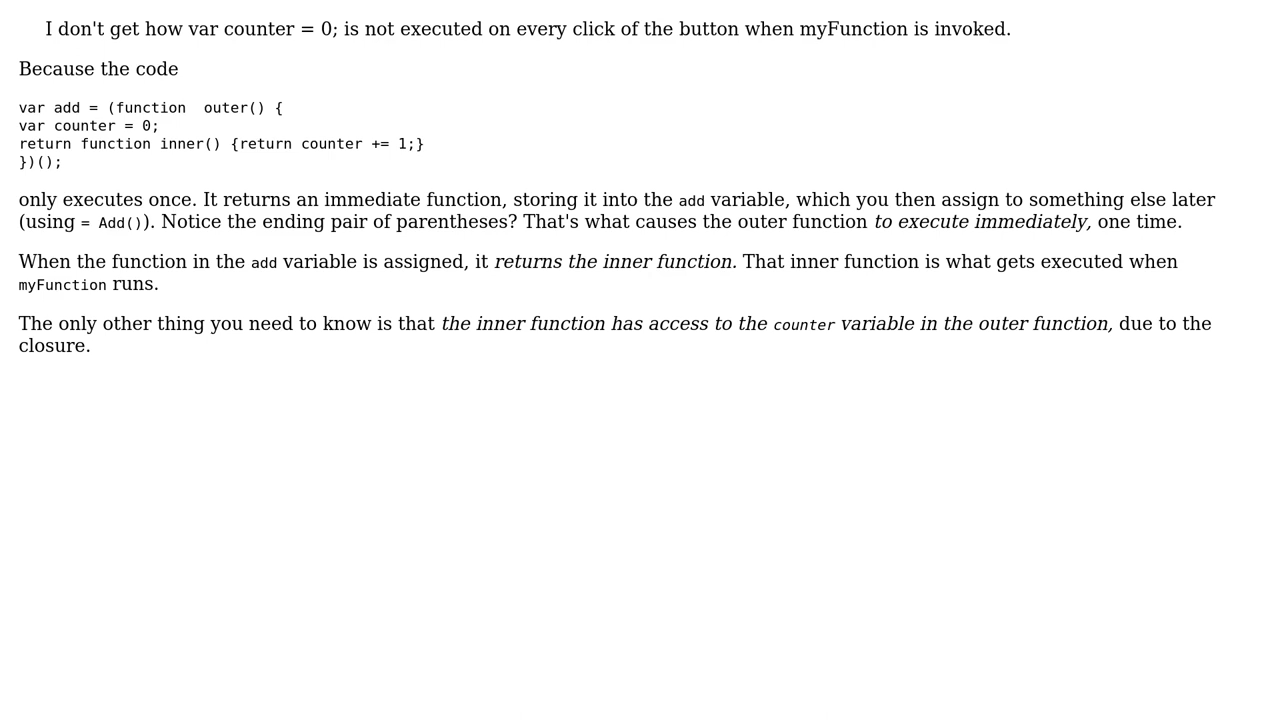 I don't get how var counter = 0; is not executed on every click of the button when myFunction is invoked.
Because the code
var add = (function  outer() {
var counter = 0;
return function inner() {return counter += 1;}
})();
only executes once. It returns an immediate function, storing it into the add variable, which you then assign to something else later
(using = Add()). Notice the ending pair of parentheses? That's what causes the outer function to execute immediately, one time.
When the function in the add variable is assigned, it returns the inner function. That inner function is what gets executed when
myFunction runs.
The only other thing you need to know is that the inner function has access to the counter variable in the outer function, due to the
closure.